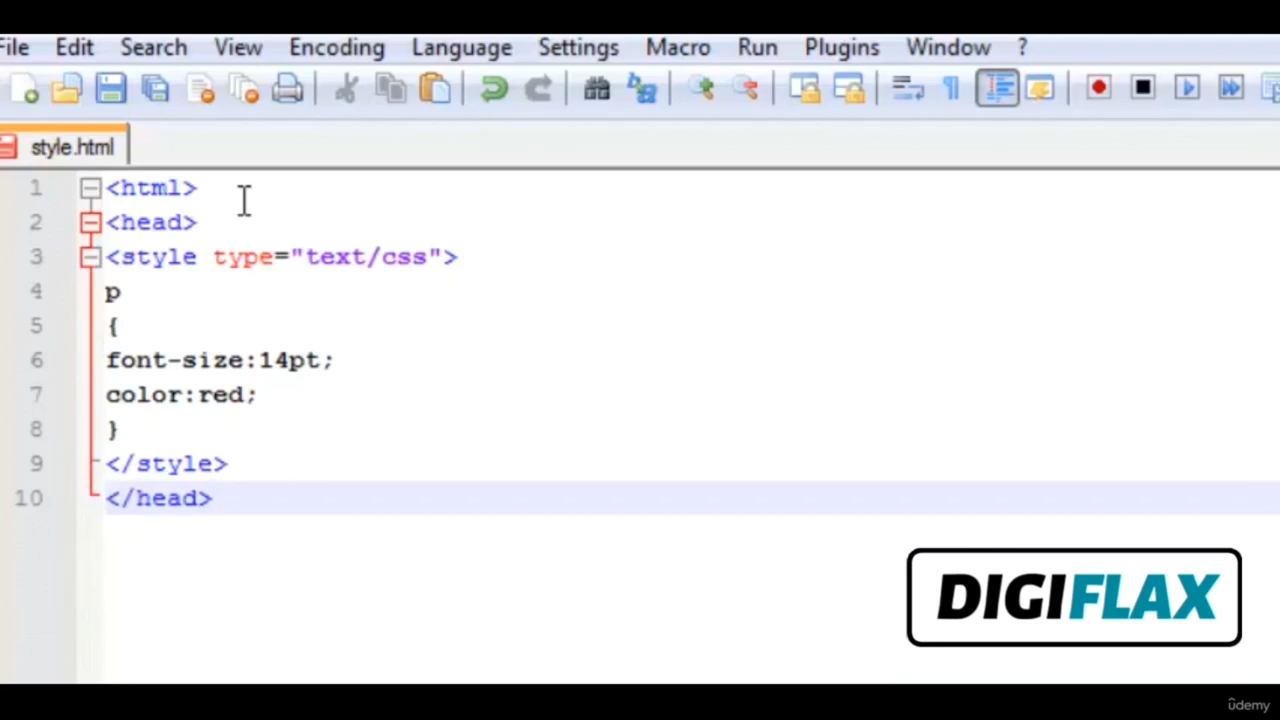 File Edit Search View Encoding Language Settings Macro Run Plugins Window ?
style.html
1 <html>
2 <head>
3 <style type="text/css">
4 p
5 {
6 font-size:14pt;
7 color:red;
8 }
9 </style>
10 </head>
DIGIFLAX
ûdemy